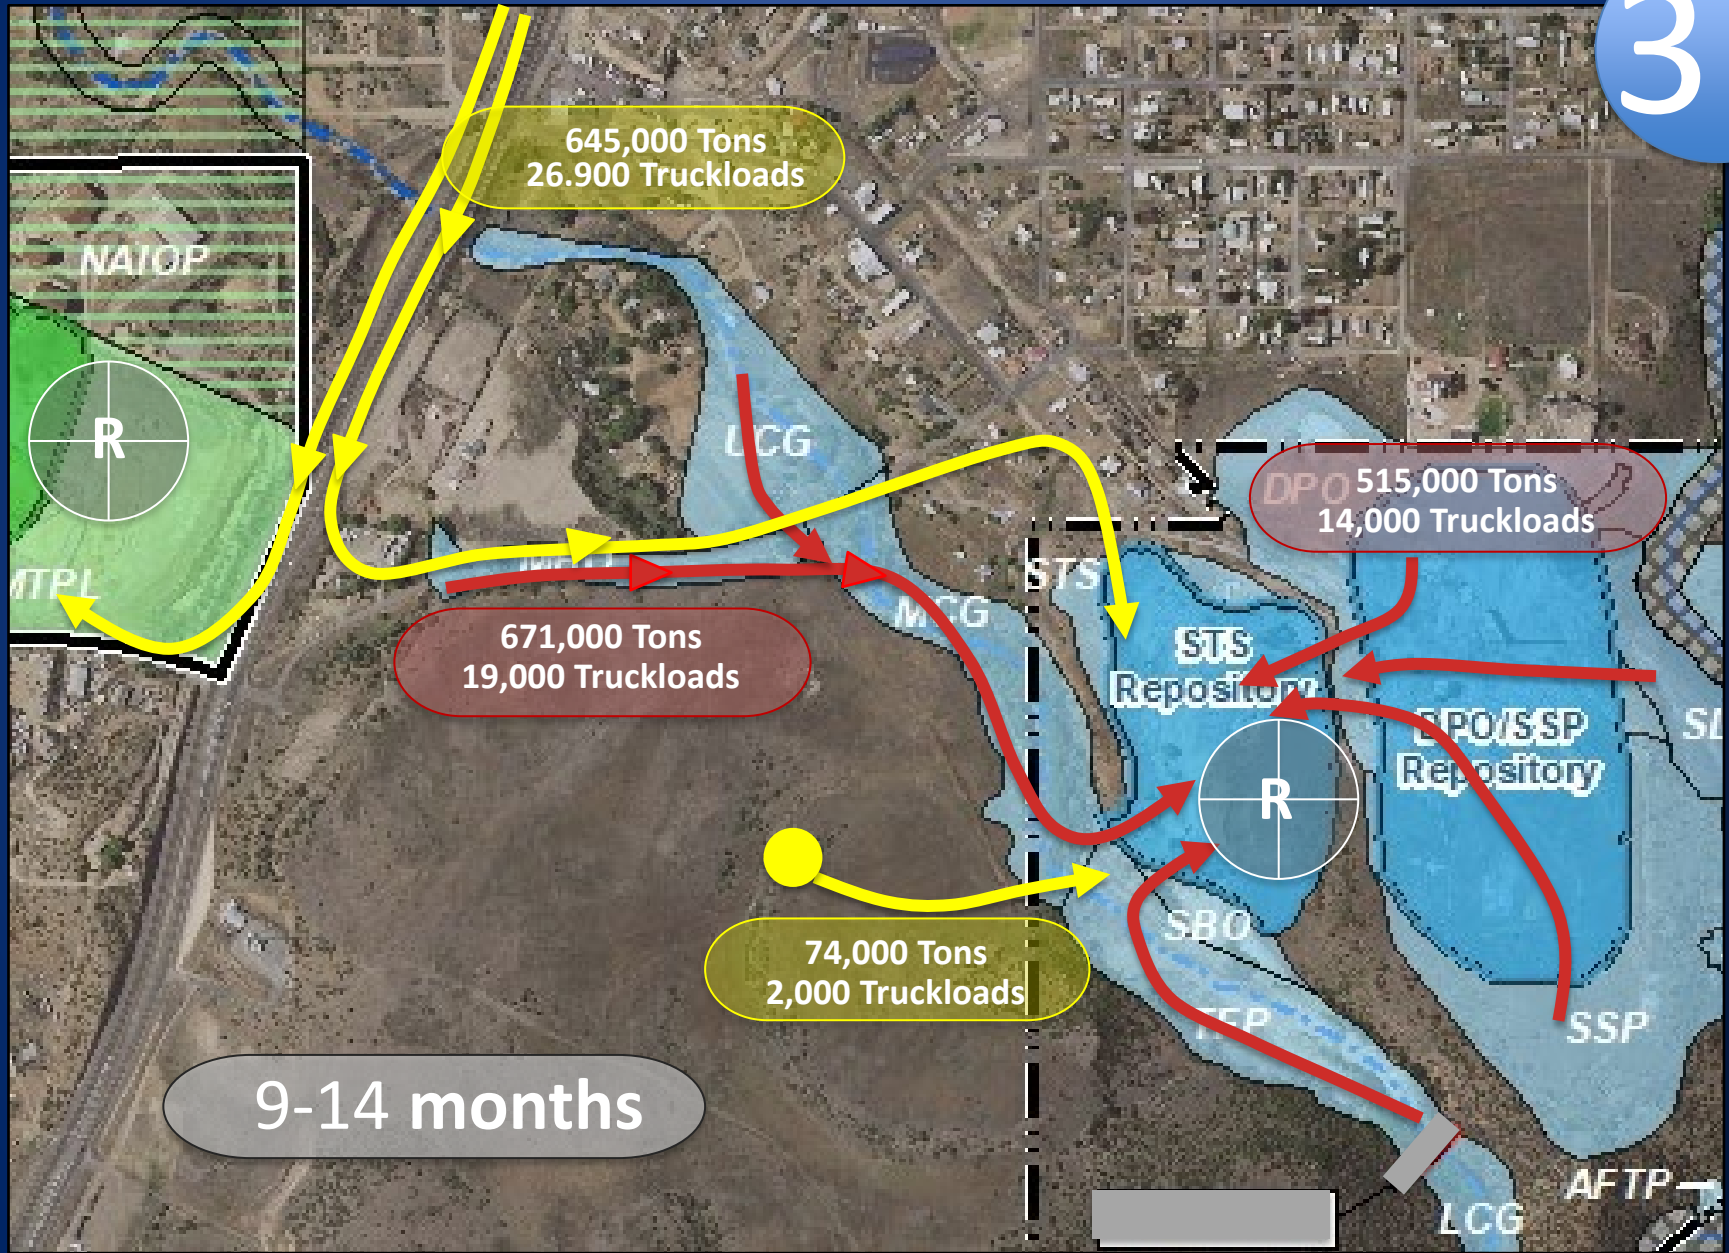 3
645,000 Tons
26.900 Truckloads
NAIOP
R
UCG
DPO
515,000 Tons
14,000 Truckloads
MTPL
STS
MCG
671,000 Tons
19,000 Truckloads
STS
Repository
DPO/SSP
Repository
R
SBO
74,000 Tons
2,000 Truckloads
TFP
SSP
9-14 months
AFTP
LCG